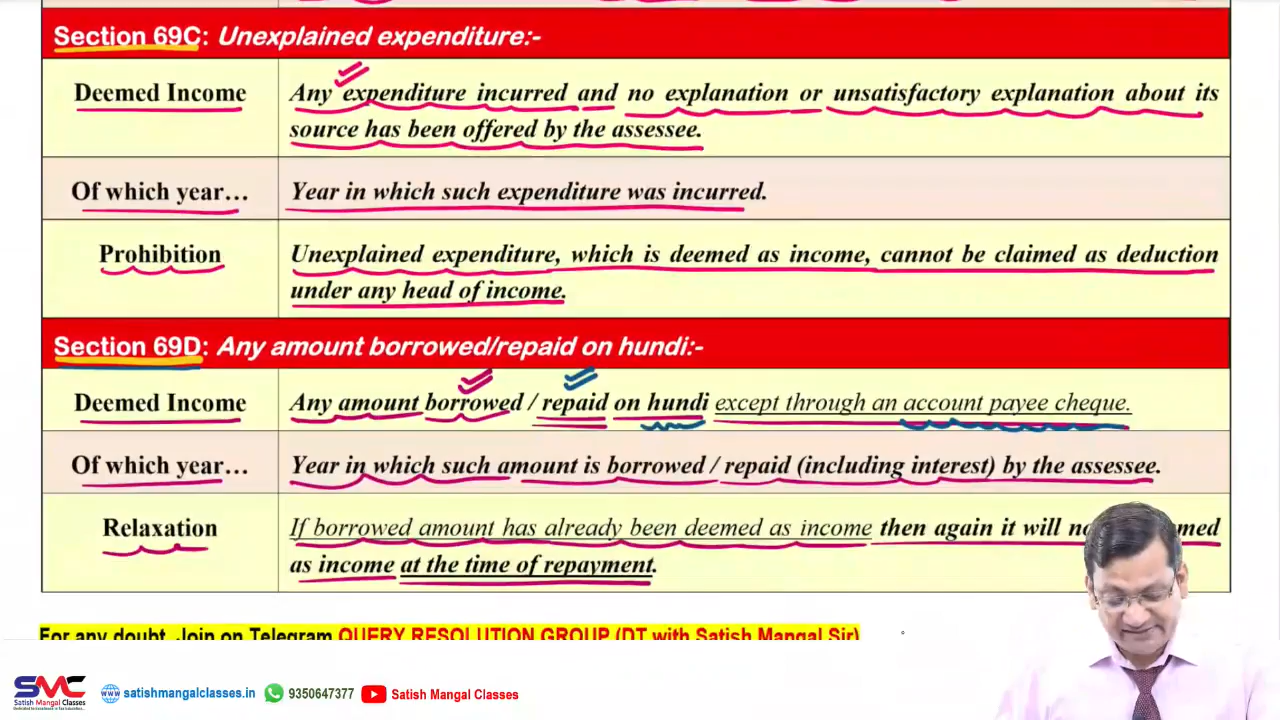 Section 69C: Unexplained expenditure:-
Deemed Income
Any expenditure incurred and no explanation or unsatisfactory explanation about its
source has been offered by the assessee.
Of which year…
Year in which such expenditure was incurred.
Prohibition
Unexplained expenditure, which is deemed as income, cannot be claimed as deduction
under any head of income.
Section 69D: Any amount borrowed/repaid on hundi:-
Deemed Income
Any amount borrowed / repaid on hundi except through an account payee cheque.
Of which year…
Year in which such amount is borrowed / repaid (including interest) by the assessee.
Relaxation
If borrowed amount has already been deemed as income then again it will
as income at the time of repayment.
For any doubt, Join on Telegram QUERY RESOLUTION GROUP (DT with Satish Mangal Sir)
SMC
Satish Mangal Classes
satishmangalclasses.in
9350647377
Satish Mangal Classes